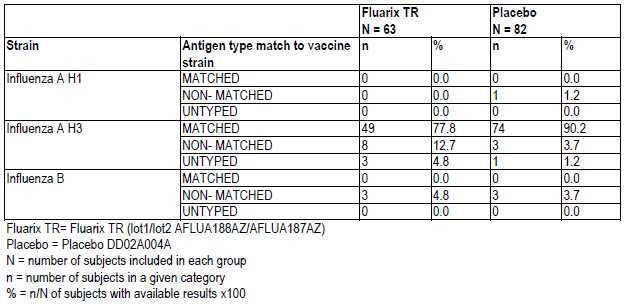 Fluarix TR Placebo
N = 63 N = 82
Strain Antigen type match to vaccine n % n %
strain
Influenza A H1 MATCHED 0 0.0 0 0.0
NON- MATCHED 0 0.0 1 1.2
UNTYPED 0 0.0 0 0.0
Influenza A H3 MATCHED 49 77.8 74 90.2
NON- MATCHED 8 12.7 3 3.7
UNTYPED 3 4.8 1 1.2
Influenza B MATCHED 0 0.0 0 0.0
NON- MATCHED 3 4.8 3 3.7
UNTYPED 0 0.0 0 0.0
Fluarix TR= Fluarix TR (lot1/lot2 AFLUA188AZ/AFLUA187AZ)
Placebo = Placebo DD02A004A
N = number of subjects included in each group
n = number of subjects in a given category
% = n/N of subjects with available results x100